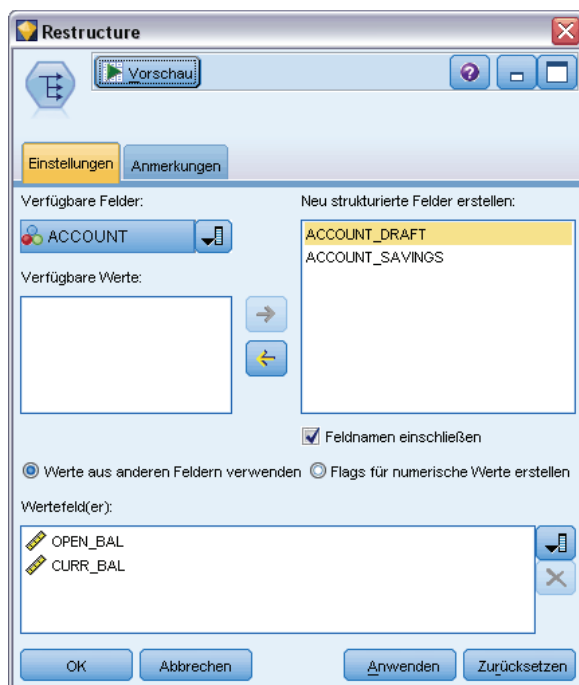 Restructure
Vorschau
Einstellungen
Anmerkungen
Verfügbare Felder:
ACCOUNT
Verfügbare Werte:
Neu strukturierte Felder erstellen:
ACCOUNT_DRAFT
ACCOUNT_SAVINGS
Feldnamen einschließen
Werte aus anderen Feldern verwenden
Flags für numerische Werte erstellen
Wertefeld(er):
OPEN_BAL
CURR_BAL
OK
Abbrechen
Anwenden
Zurücksetzen